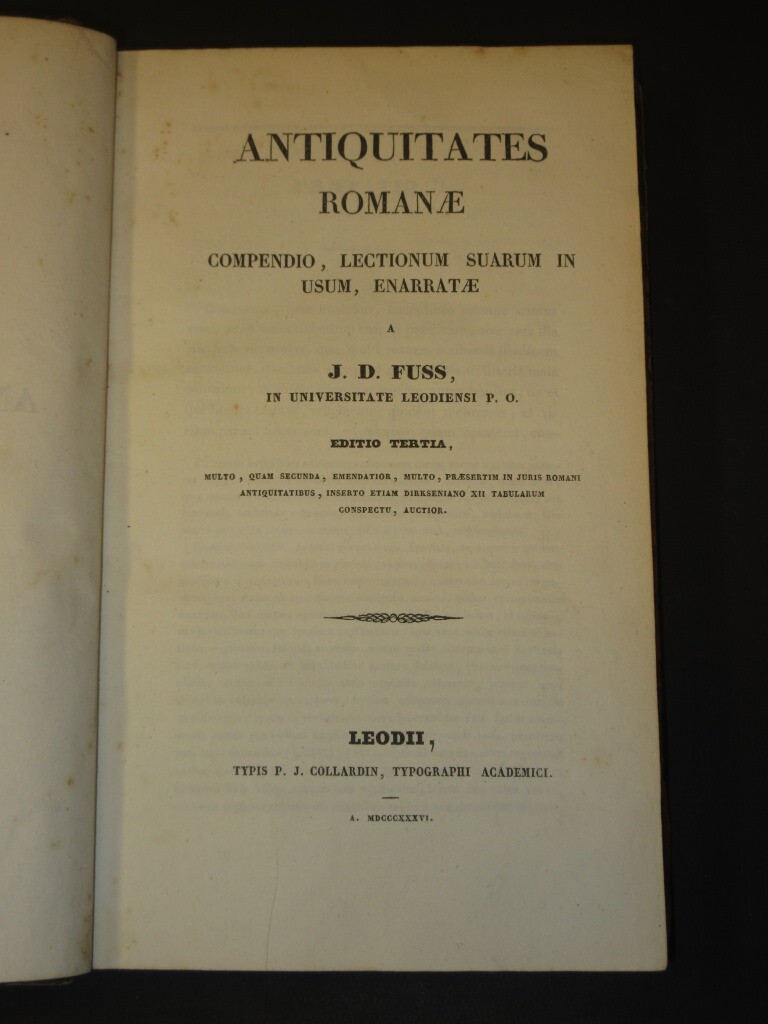 ANTIQUITATES
ROMANÆ
COMPENDIO, LECTIONUM SUARUM IN
USUM, ENARRATÆ
A
J. D. FUSS,
IN UNIVERSITATE LEODIENSI P. O.
EDITIO TERTIA,
MULTO, QUAM SECUNDA, EMENDATIOR, MULTO, PRÆSERTIM IN JURIS ROMANI
ANTIQUITATIBUS, INSERTO ETIAM DIRKSENIANO XII TABULARUM
CONSPECTU, AUCTIOR.
LEODII,
TYPIS P. J. COLLARDIN, TYPOGRAPHI ACADEMICI.
A. MDCCCXXXVI.